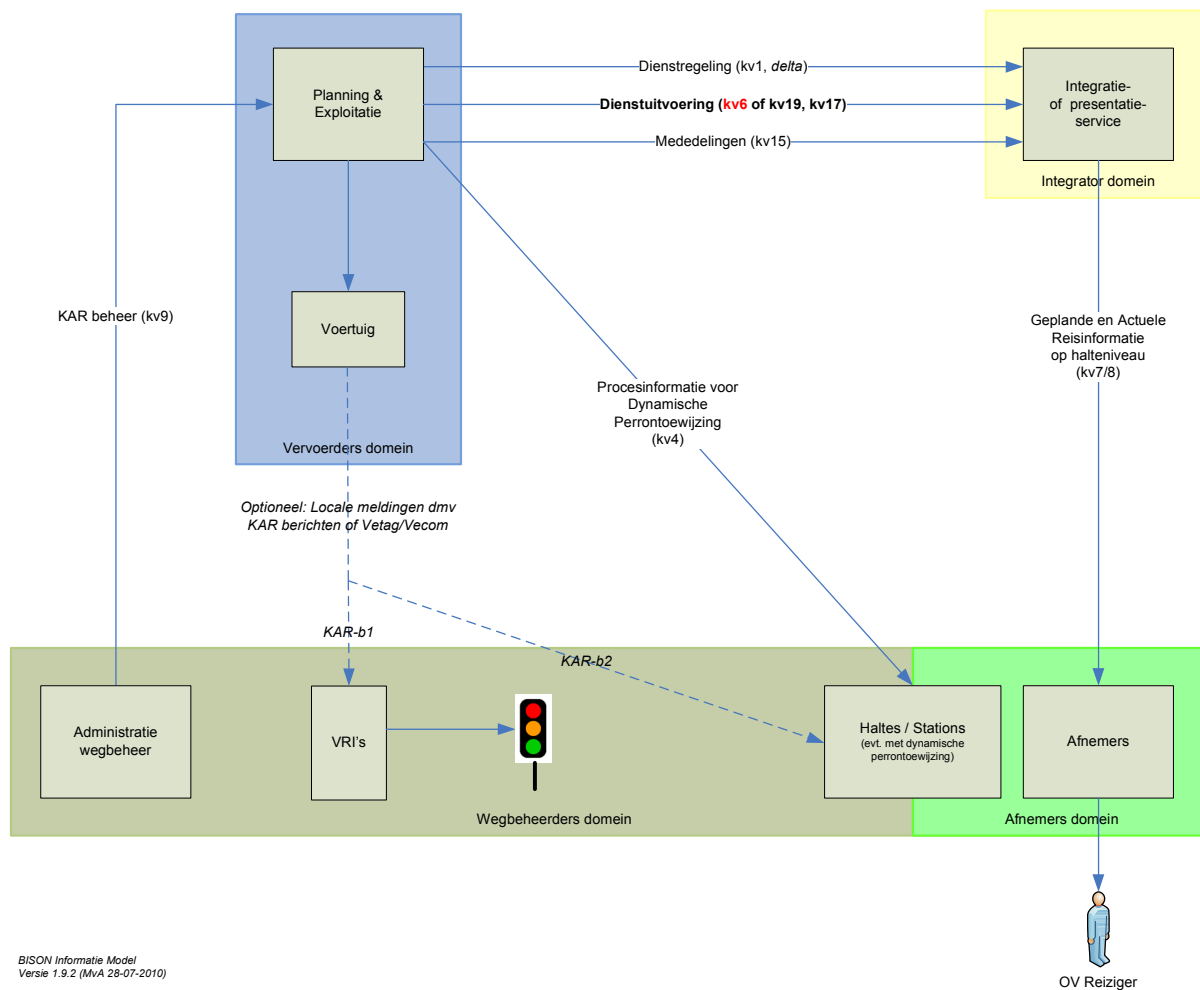 Planning &
Exploitatie
Dienstregeling (kv1, delta)
Dienstuitvoering (kv6 of kv19, kv17)
Mededelingen (kv15)
Integratie-
of presentatie-
service
Integrator domein
Voertuig
Vervoerders domein
KAR beheer (kv9)
Geplande en Actuele
Reisinformatie
op halteniveau
(kv7/8)
Procesinformatie voor
Dynamische
Perrontoewijzing
(kv4)
Optioneel: Locale meldingen dmv
KAR berichten of Vetag/Vecom
KAR-b1
KAR-b2
Administratie
wegbeheer
VRI's
Haltes / Stations
(evt. met dynamische
perrontoewijzing)
Afnemers
Wegbeheerders domein
Afnemers domein
OV Reiziger
BISON Informatie Model
Versie 1.9.2 (MvA 28-07-2010)